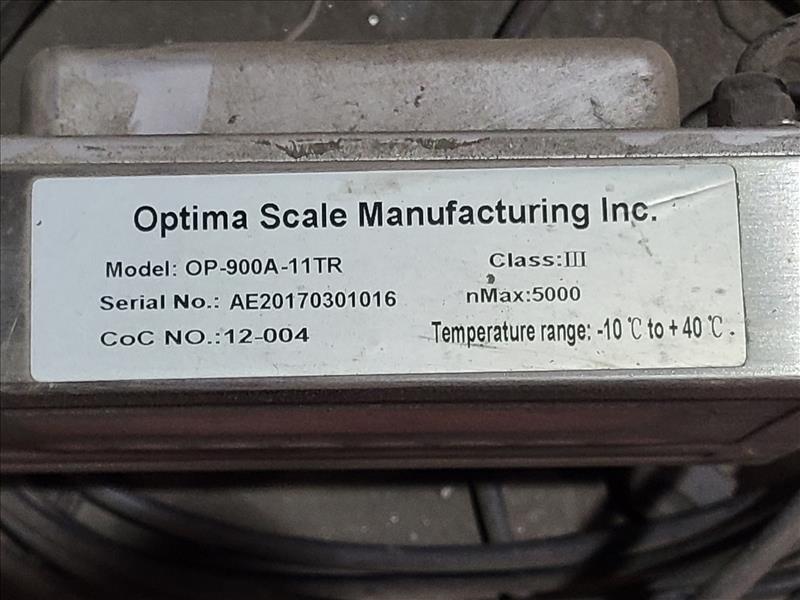 Optima Scale Manufacturing Inc.
Model: OP-900A-11TR
Class:III
Serial No.: AE20170301016
nMax:5000
CoC NO.:12-004
Temperature range: -10 ℃ to + 40 ℃ .